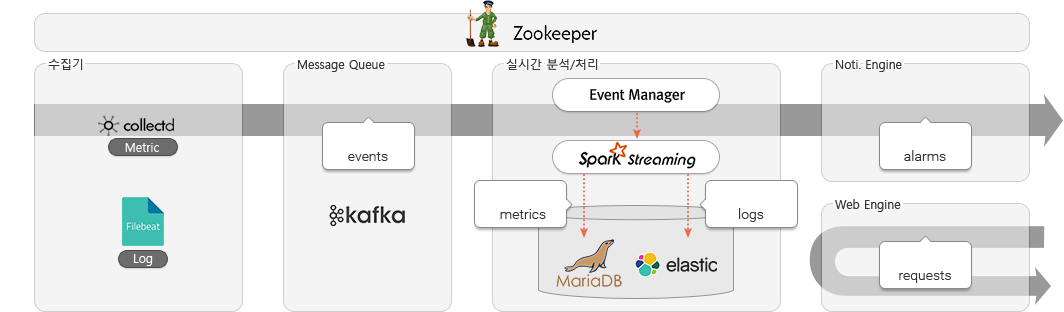 Zookeeper
수집기
collectd
Metric
Filebeat
Log
Message Queue
events
kafka
실시간 분석/처리
Event Manager
Spark Streaming
metrics
logs
MariaDB
elastic
Noti. Engine
alarms
Web Engine
requests